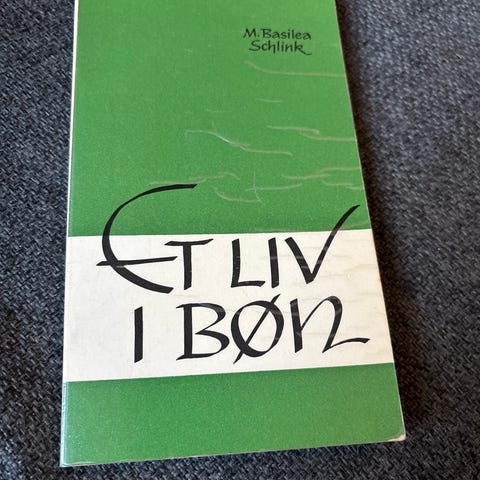 M. Basilea
Schlink
ET LIV
I BØN